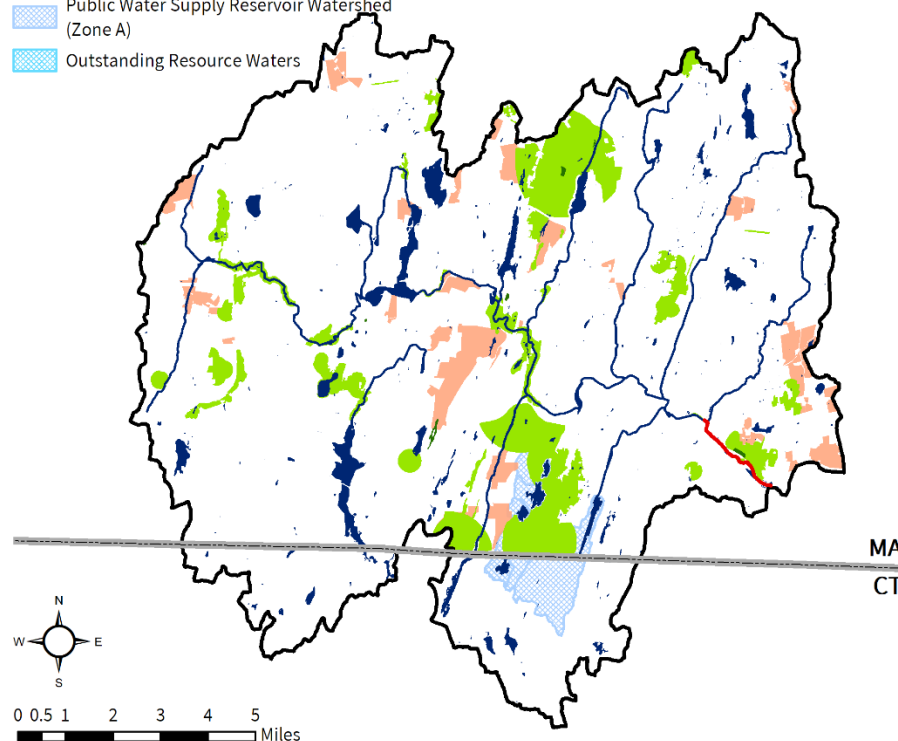 Public Water Supply Reservoir Watershed
(Zone A)
Outstanding Resource Waters
MA
CT
N
W E
S
0 0.5 1 2 3 4 5
Miles